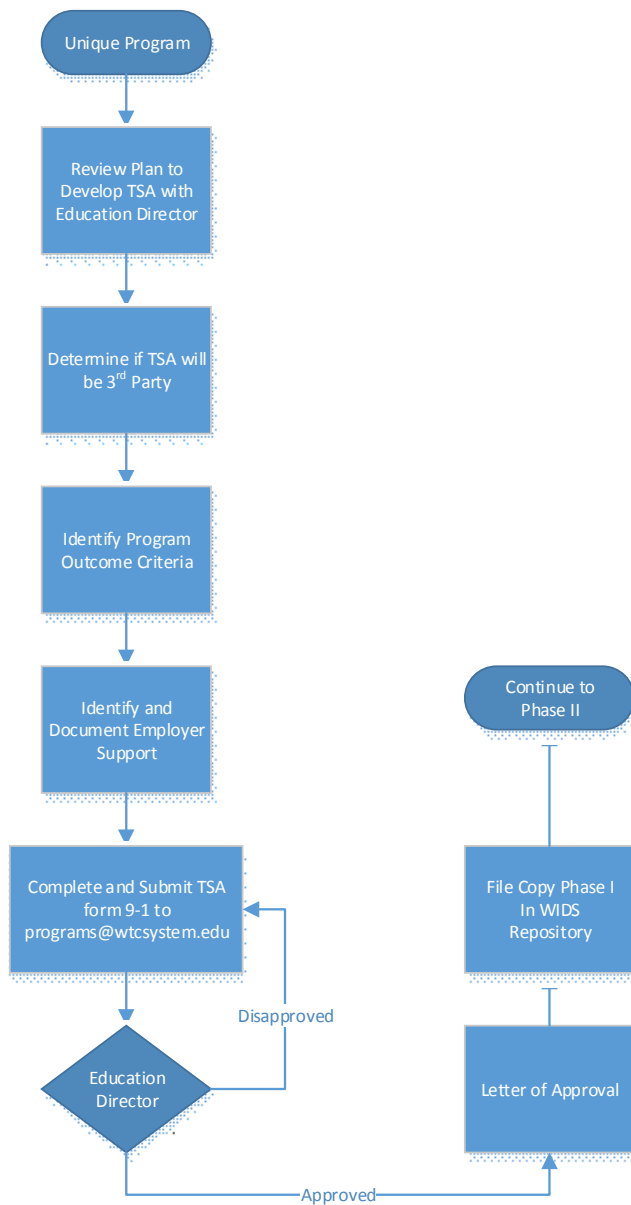 Unique Program
Review Plan to
Develop TSA with
Education Director
Determine if TSA will
be 3rd Party
Identify Program
Outcome Criteria
Identify and
Document Employer
Support
Complete and Submit TSA
form 9-1 to
programs@wtcsystem.edu
Disapproved
Education
Director
Approved
Letter of Approval
File Copy Phase I
In WIDS
Repository
Continue to
Phase II